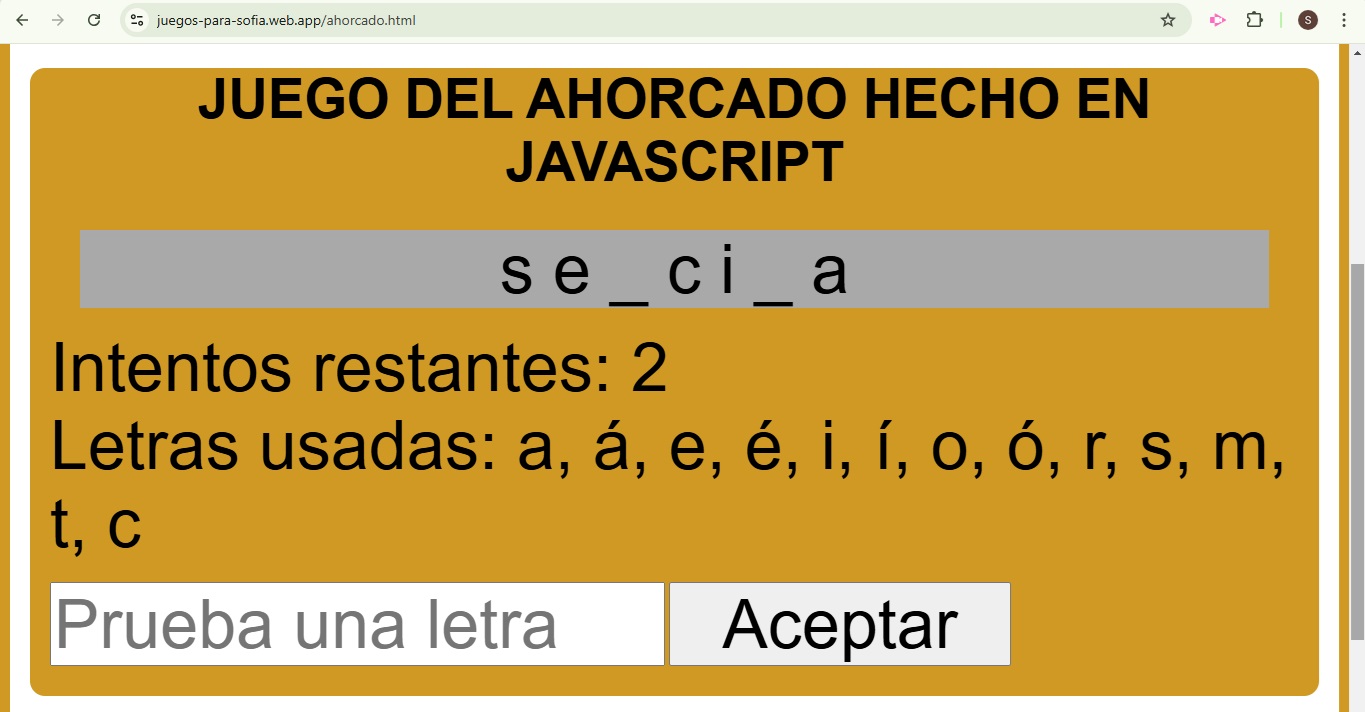 juegos-para-sofia.web.app/ahorcado.html
S
JUEGO DEL AHORCADO HECHO EN
JAVASCRIPT
s e _ c i _ a
Intentos restantes: 2
Letras usadas: a, á, e, é, i, í, o, ó, r, s, m,
t, c
Prueba una letra
Aceptar